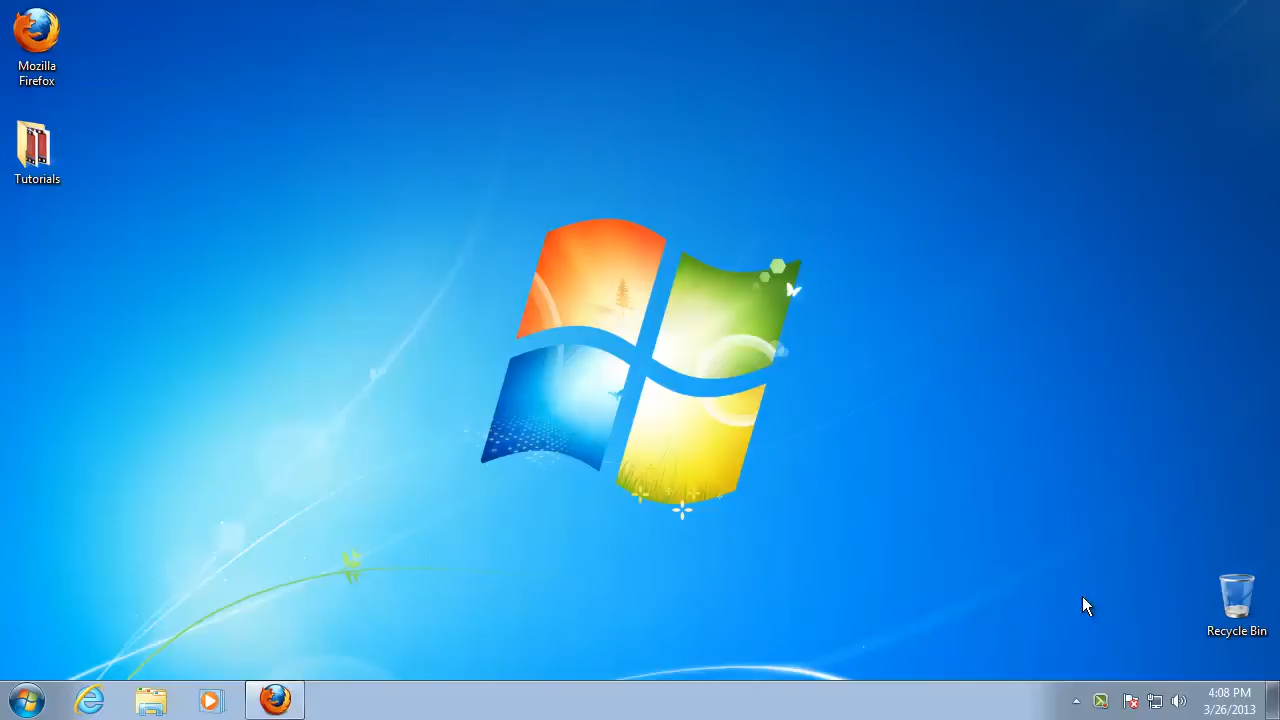 Mozilla
Firefox
Tutorials
Recycle Bin
4:08 PM
3/26/2013